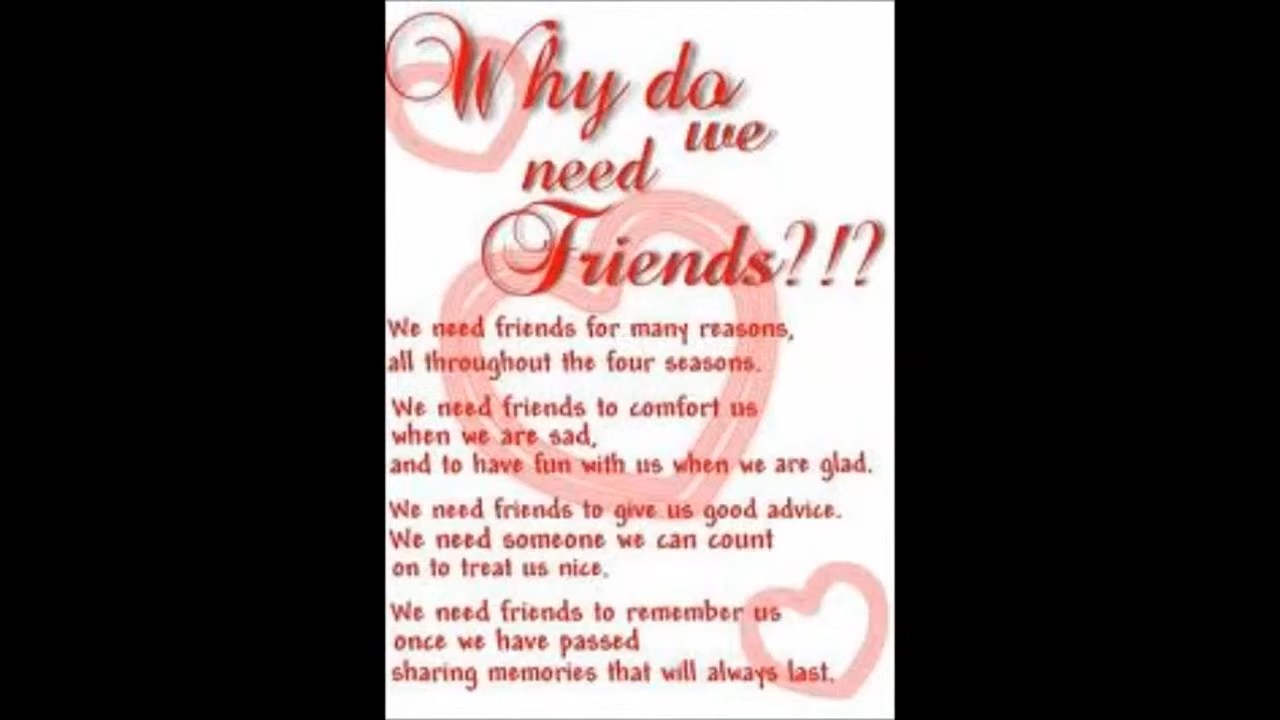 Why do
we
need
Friends?!?
We need friends for many reasons,
all throughout the four seasons.
We need friends to comfort us
when we are sad,
and to have fun with us when we are glad.
We need friends to give us good advice.
We need someone we can count
on to treat us nice.
We need friends to remember us
once we have passed
sharing memories that will always last.